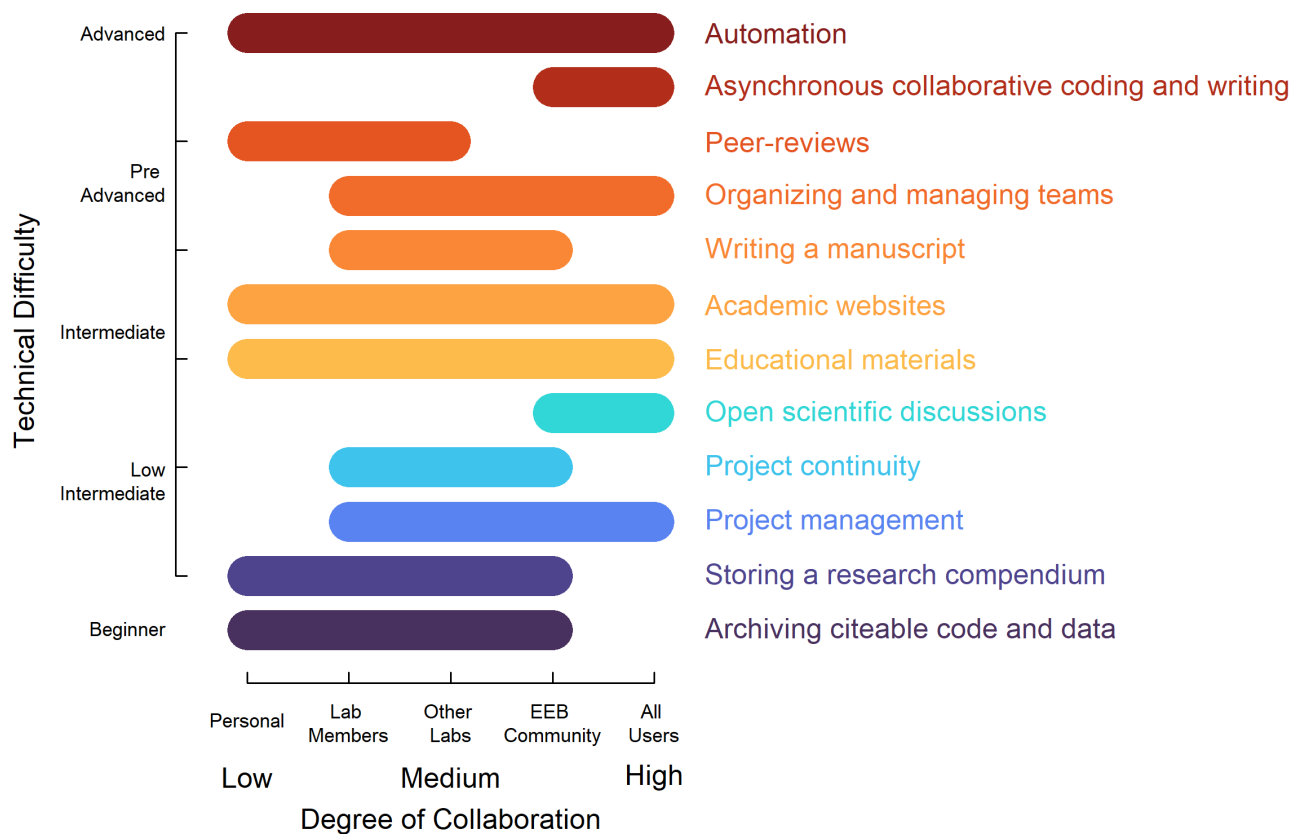 Advanced
Automation
Asynchronous collaborative coding and writing
Peer-reviews
Pre
Advanced
Organizing and managing teams
Writing a manuscript
Technical Difficulty
Academic websites
Intermediate
Educational materials
Open scientific discussions
Low
Intermediate
Project continuity
Project management
Storing a research compendium
Beginner
Archiving citeable code and data
Personal
Lab
Members
Other
Labs
EEB
Community
All
Users
Low
Medium
High
Degree of Collaboration